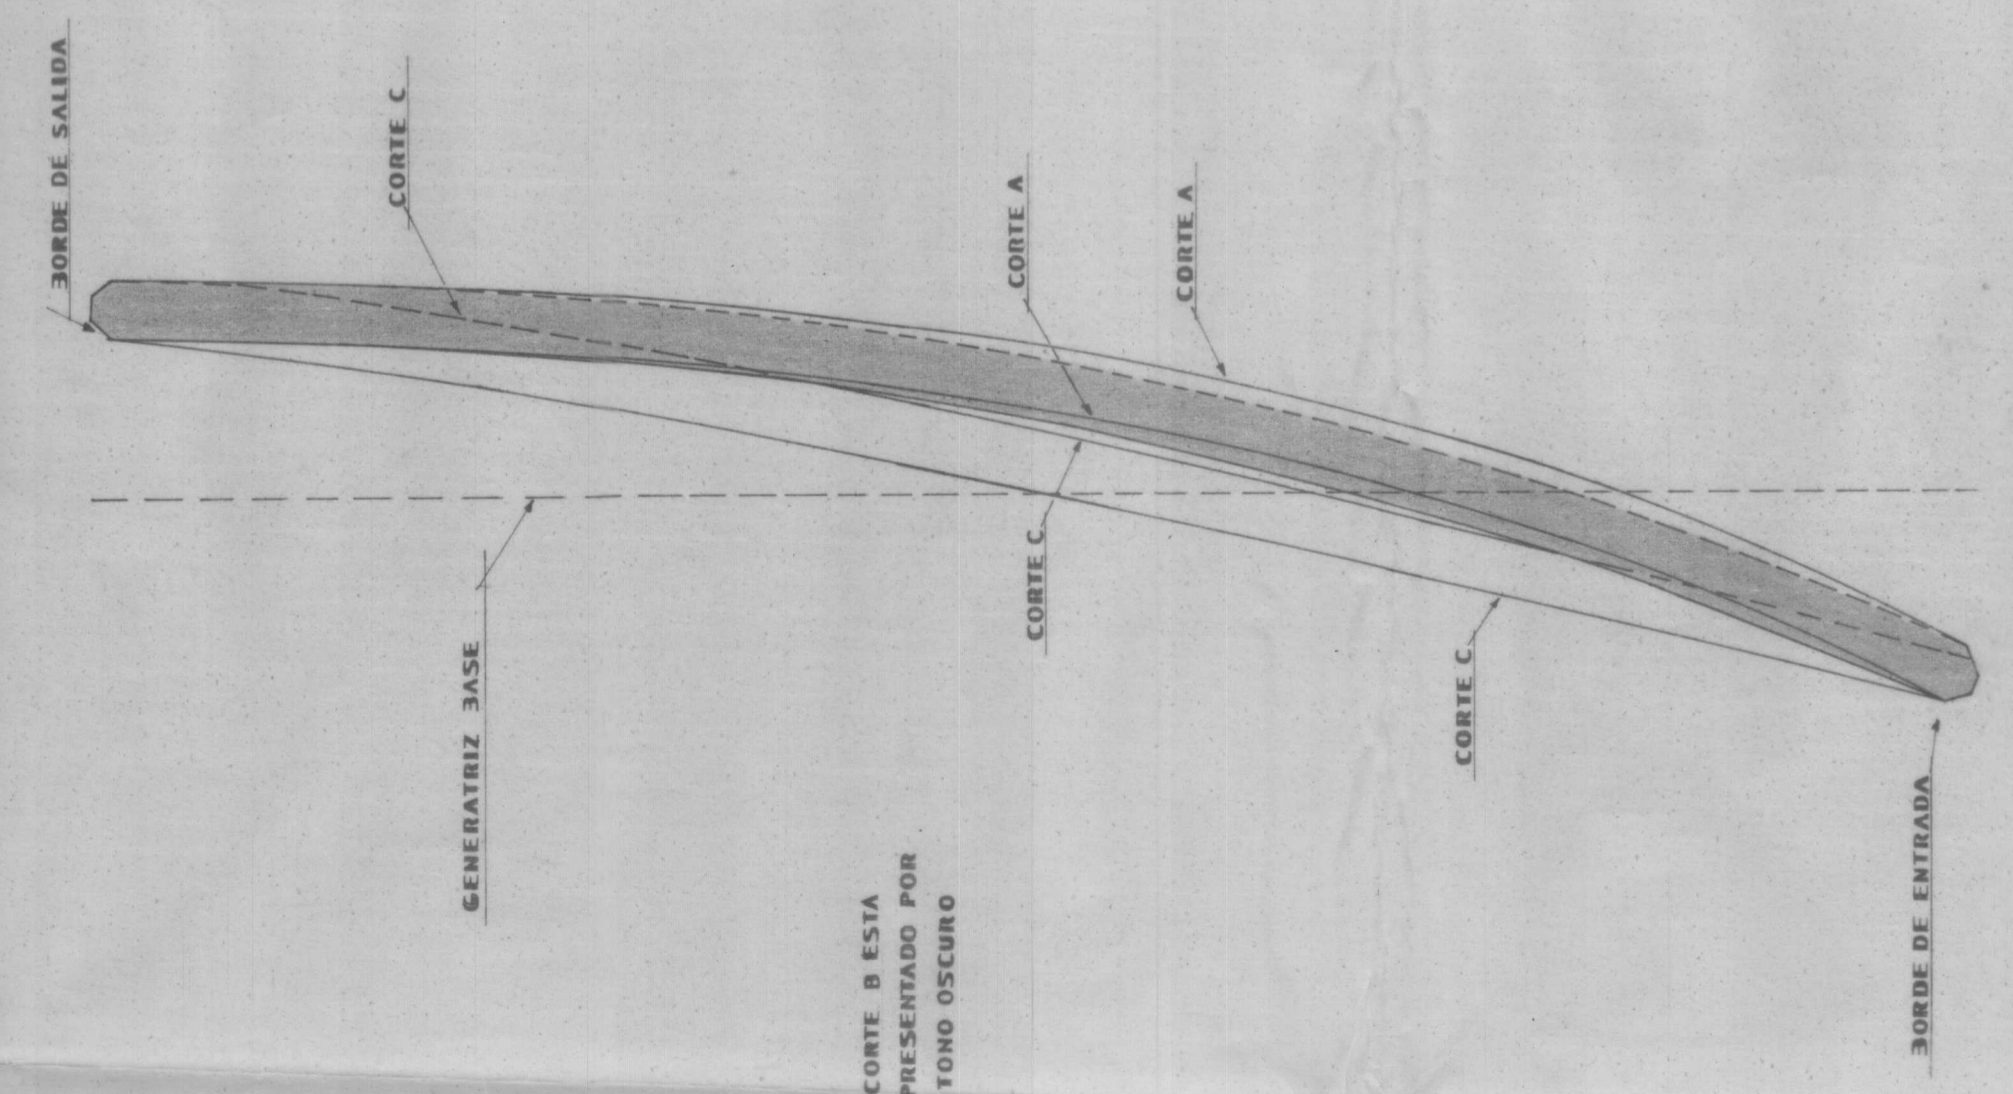 BORDE DE SALIDA
CORTE C
CORTE A
CORTE A
GENERATRIZ BASE
CORTE C
CORTE C
BORDE DE ENTRADA
CORTE B ESTA
PRESENTADO POR
TONO OSCURO